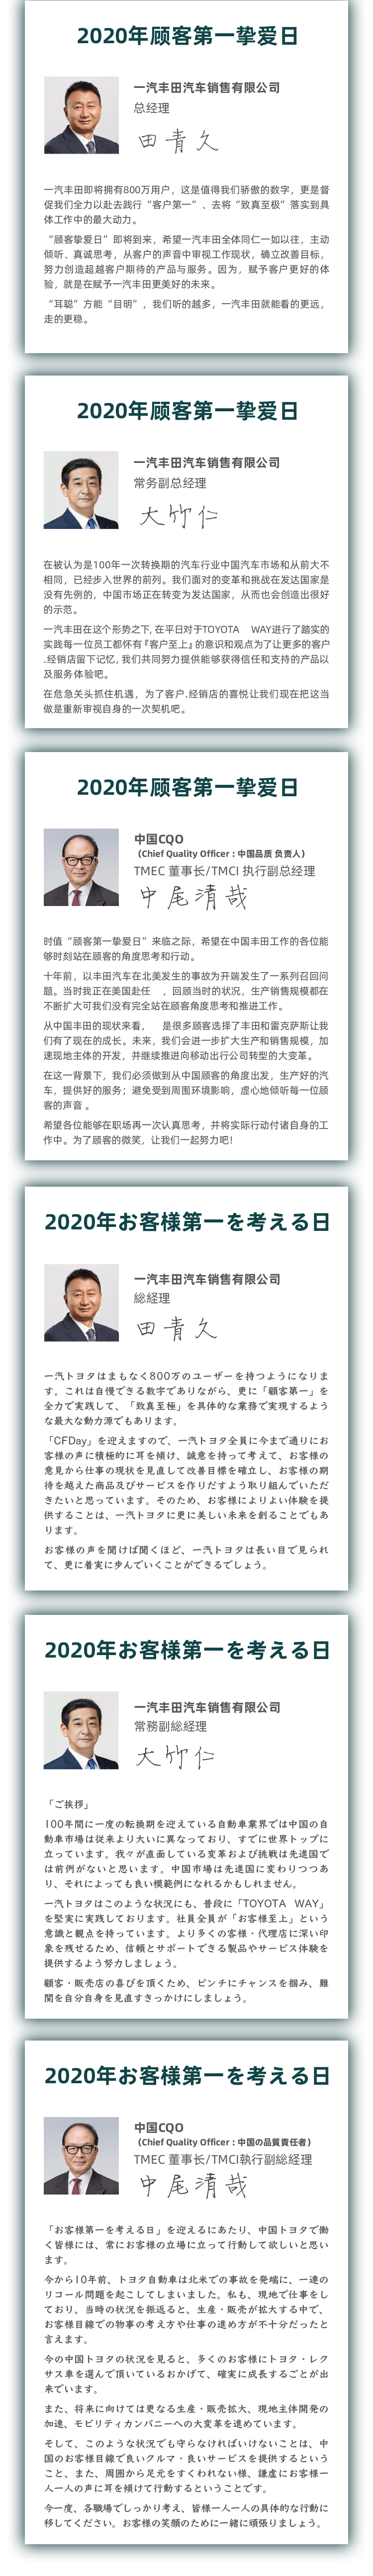 2020年顾客第一挚爱日
一汽丰田汽车销售有限公司
总经理
田青久
一汽丰田即将拥有800万用户，这是值得我们骄傲的数字，更是督
促我们全力以赴去践行“客户第一”、去将“致真至极”落实到具
体工作中的最大动力。
“顾客挚爱日”即将到来，希望一汽丰田全体同仁一如以往，主动
倾听、真诚思考，从客户的声音中审视工作现状，确立改善目标，
努力创造超越客户期待的产品与服务。因为，赋予客户更好的体
验，就是在赋予一汽丰田更美好的未来。
“耳聪”方能“目明”，我们听的越多，一汽丰田就能看的更远，
走的更稳。
2020年顾客第一挚爱日
一汽丰田汽车销售有限公司
常务副总经理
大竹仁
在被认为是100年一次转换期的汽车行业中国汽车市场和从前大不
相同，已经步入世界的前列。我们面对的变革和挑战在发达国家是
没有先例的，中国市场正在转变为发达国家，从而也会创造出很好
的示范。
一汽丰田在这个形势之下,在平日对于TOYOTA WAY进行了踏实的
实践每一位员工都怀有『客户至上』的意识和观点为了让更多的客户
.经销店留下记忆,我们共同努力提供能够获得信任和支持的产品以
及服务体验吧。
在危急关头抓住机遇，为了客户.经销店的喜悦让我们现在把这当
做是重新审视自身的一次契机吧。
2020年顾客第一挚爱日
中国CQO
（Chief Quality Officer : 中国品质 负责人）
TMEC 董事长/TMCI 执行副总经理
中尾清哉
时值“顾客第一挚爱日”来临之际，希望在中国丰田工作的各位能
够时刻站在顾客的角度思考和行动。
十年前，以丰田汽车在北美发生的事故为开端发生了一系列召回问
题。当时我正在美国赴任 ，回顾当时的状况，生产销售规模都在
不断扩大可我们没有完全站在顾客角度思考和推进工作。
从中国丰田的现状来看， 是很多顾客选择了丰田和雷克萨斯让我
们有了现在的成长。未来，我们会进一步扩大生产和销售规模，加
速现地主体的开发，并继续推进向移动出行公司转型的大变革。
在这一背景下，我们必须做到从中国顾客的角度出发，生产好的汽
车，提供好的服务；避免受到周围环境影响，虚心地倾听每一位顾
客的声音 。
希望各位能够在职场再一次认真思考，并将实际行动付诸自身的工
作中。为了顾客的微笑，让我们一起努力吧！
2020年お客様第一を考える日
一汽丰田汽车销售有限公司
総経理
田青久
一汽トヨタはまもなく800万のユーザーを持つようになりま
す。これは自慢できる数字でありながら、更に「顧客第一」を
全力で実践して、「致真至極」を具体的な業務で実現するよう
な最大な動力源でもあります。
「CFDay」を迎えますので、一汽トヨタ全員に今まで通りにお
客様の声に積極的に耳を傾け、誠意を持って考えて、お客様の
意見から仕事の現状を見直して改善目標を確立し、お客様の期
待を越えた商品及びサービスを作りだすよう取り組んでいただ
きたいと思っています。そのため、お客様によりよい体験を提
供することは、一汽トヨタに更に美しい未来を創ることでもあ
ります。
お客様の声を聞けば聞くほど、一汽トヨタは長い目で見られ
て、更に着実に歩んでいくことができるでしょう。
2020年お客様第一を考える日
一汽丰田汽车销售有限公司
常務副総経理
大竹仁
「ご挨拶」
100年間に一度の転換期を迎えている自動車業界では中国の自
動車市場は従来より大いに異なっており、すでに世界トップに
立っています。我々が直面している変革および挑戦は先進国で
は前例がないと思います。中国市場は先進国に変わりつつあ
り、それによっても良い模範例になれるかもしれません。
一汽トヨタはこのような状況にも、普段に「TOYOTA WAY」
を堅実に実践しております。社員全員が「お客様至上」という
意識と観点を持っています。より多くの客様・代理店に深い印
象を残せるため、信頼とサポートできる製品やサービス体験を
提供するよう努力しましょう。
顧客・販売店の喜びを頂くため、ピンチにチャンスを掴み、難
関を自分自身を見直すきっかけにしましょう。
2020年お客様第一を考える日
中国CQO
（Chief Quality Officer : 中国の品質責任者）
TMEC 董事长/TMCI執行副総経理
中尾清哉
「お客様第一を考える日」を迎えるにあたり、中国トヨタで働
く皆様には、常にお客様の立場に立って行動して欲しいと思い
ます。
今から10年前、トヨタ自動車は北米での事故を発端に、一連の
リコール問題を起こしてしまいました。私も、現地で仕事をし
ており、当時の状況を振返ると、生産・販売が拡大する中で、
お客様目線での物事の考え方や仕事の進め方が不十分だったと
言えます。
今の中国トヨタの状況を見ると、多くのお客様にトヨタ・レク
サス車を選んで頂いているおかげで、確実に成長するごとが出
来でいます。
また、将来に向けては更なる生産・販売拡大、現地主体開発の
加速、モビリティカンパニーへの大変革を進めています。
そして、このような状況でも守らなければいけないことは、中
国のお客様目線で良いクルマ・良いサービスを提供するという
こと、また、周囲から足元をすくわれない様、謙虚にお客様一
人一人の声に耳を傾けて行動するということです。
今一度、各職場でしっかり考え、皆様一人一人の具体的な行動に
移してください。お客様の笑顔のために一緒に頑張りましょう。